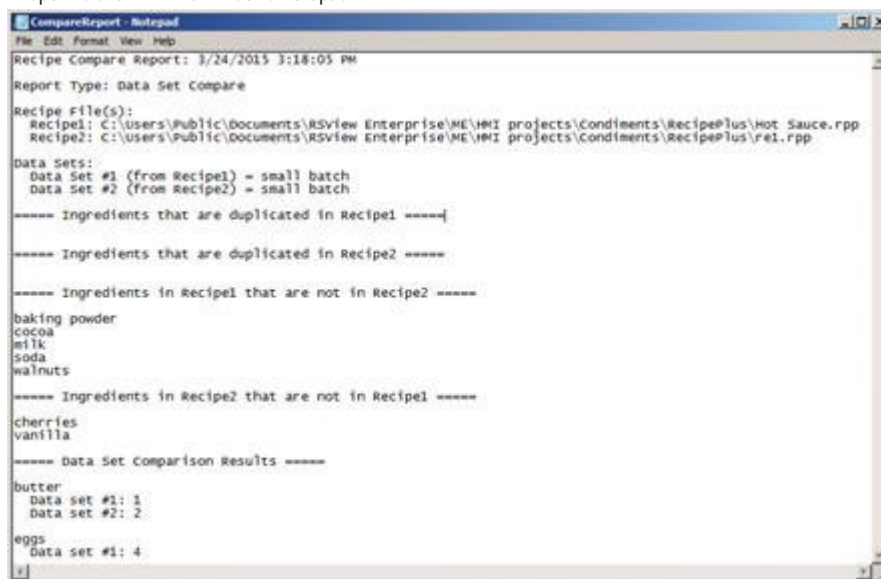 CompareReport - Notepad
File Edit Format View Help
Recipe Compare Report: 3/24/2015 3:18:05 PM
Report Type: Data Set Compare
Recipe File(s):
Recipe1: C:\Users\Public\Documents\RSView Enterprise\ME\HMI projects\Condiments\RecipePlus\Hot Sauce.rpp
Recipe2: C:\Users\Public\Documents\RSView Enterprise\ME\HMI projects\Condiments\RecipePlus\re1.rpp
Data Sets:
Data Set #1 (from Recipe1) = small batch
Data Set #2 (from Recipe2) = small batch
===== Ingredients that are duplicated in Recipe1 =====
===== Ingredients that are duplicated in Recipe2 =====
===== Ingredients in Recipe1 that are not in Recipe2 =====
baking powder
cocoa
milk
soda
walnuts
===== Ingredients in Recipe2 that are not in Recipe1 =====
cherries
vanilla
===== Data Set Comparison Results =====
butter
Data set #1: 1
Data set #2: 2
eggs
Data set #1: 4